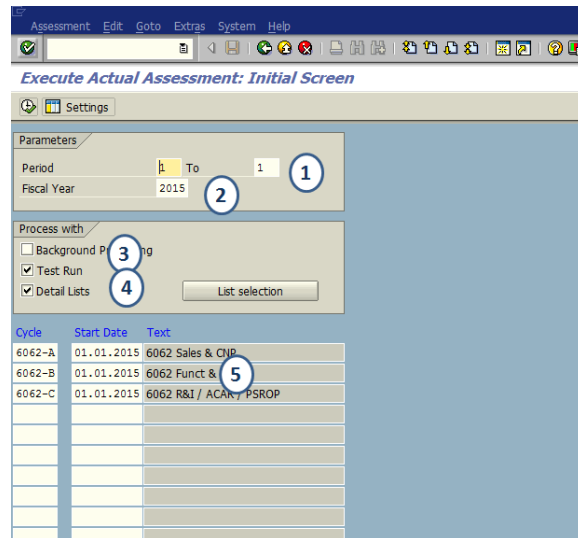 Assessment Edit Goto Extras System Help
Execute Actual Assessment: Initial Screen
Settings
Parameters
Period 1 To 1
1
Fiscal Year 2015
2
Process with
Background
3
Test Run
Detail Lists
4
List selection
Cycle Start Date Text
6062-A 01.01.2015 6062 Sales & CNP
6062-B 01.01.2015 6062 Funct &
5
6062-C 01.01.2015 6062 R&I / ACAR / PSROP